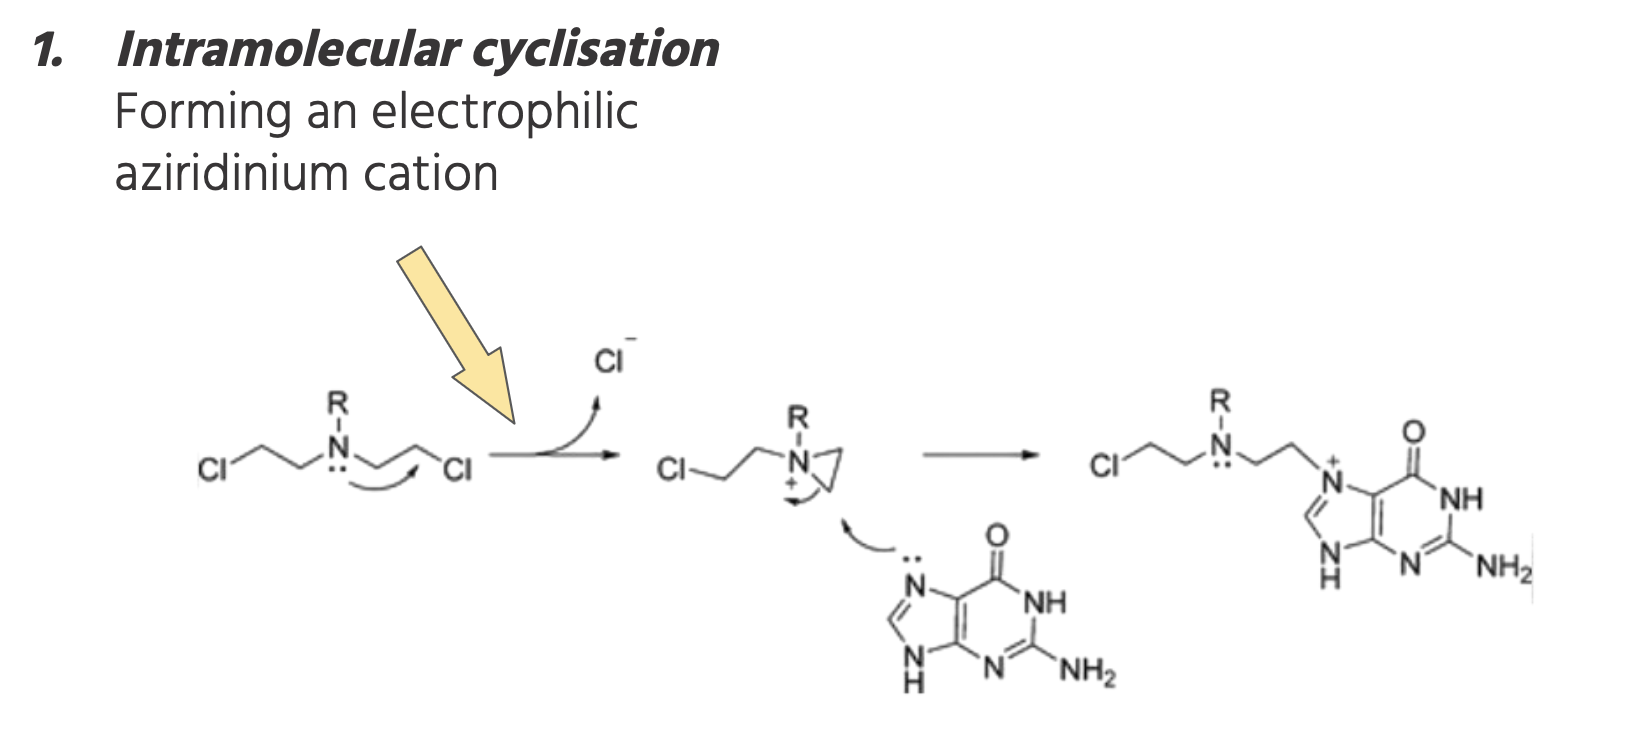 1. Intramolecular cyclisation
Forming an electrophilic
aziridinium cation
Cl⁻
R
N
Cl
Cl
R
N
+
Cl
O
N
NH
N
H
N
NH₂
R
N
Cl
O
+
N
NH
N
H
N
NH₂